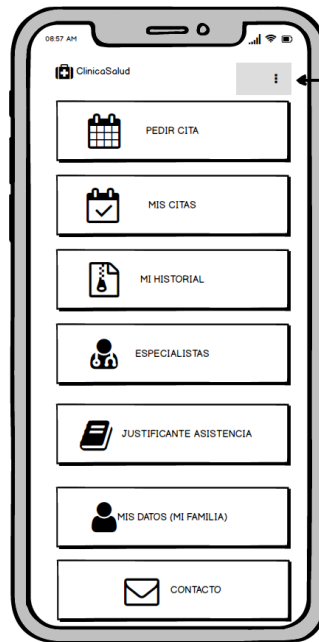 08:57 AM
ClinicaSalud
PEDIR CITA
MIS CITAS
MI HISTORIAL
ESPECIALISTAS
JUSTIFICANTE ASISTENCIA
MIS DATOS (MI FAMILIA)
CONTACTO